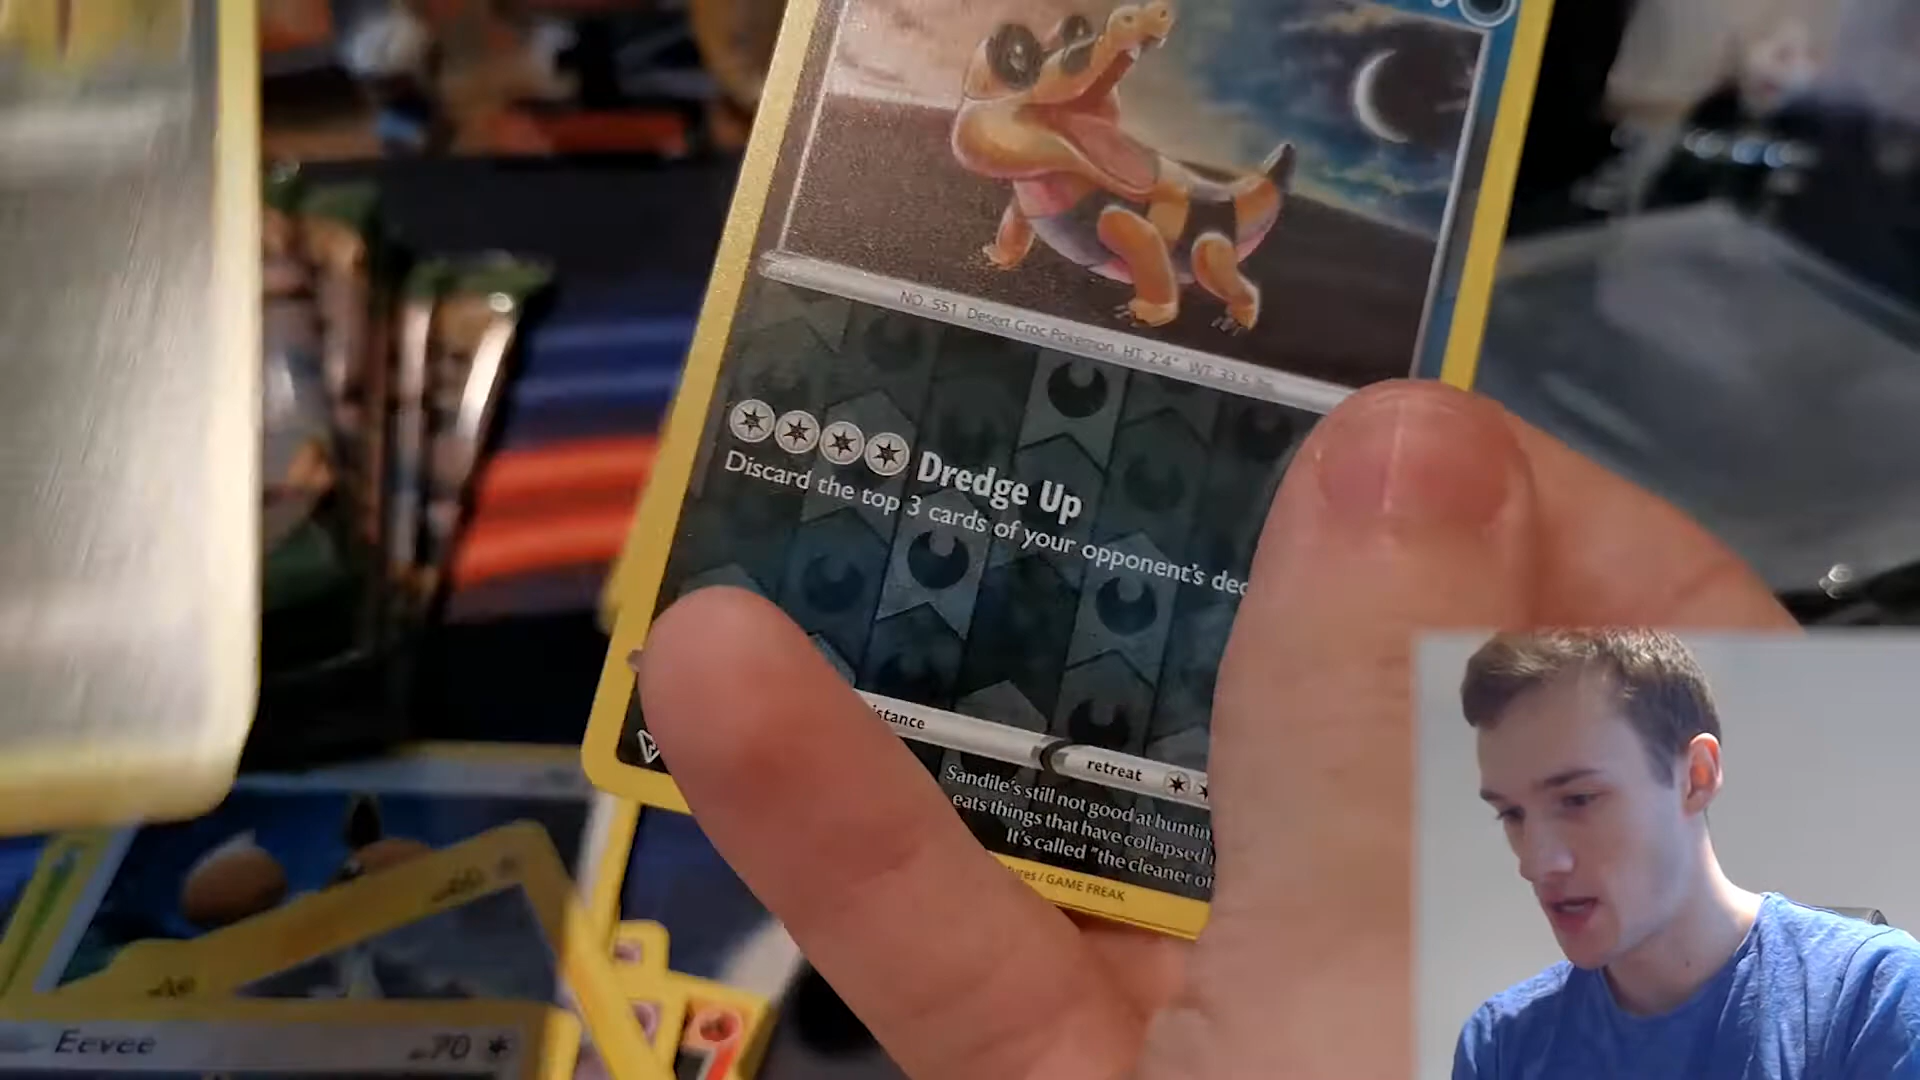 NO. 551 Desert Croc Pokémon HT: 2'4" WT: 33.5 lbs.
Dredge Up
Discard the top 3 cards of your opponent's dec
istance
retreat
Sandile's still not good at huntin
eats things that have collapsed
It's called "the cleaner of
/ GAME FREAK
Eevee
70